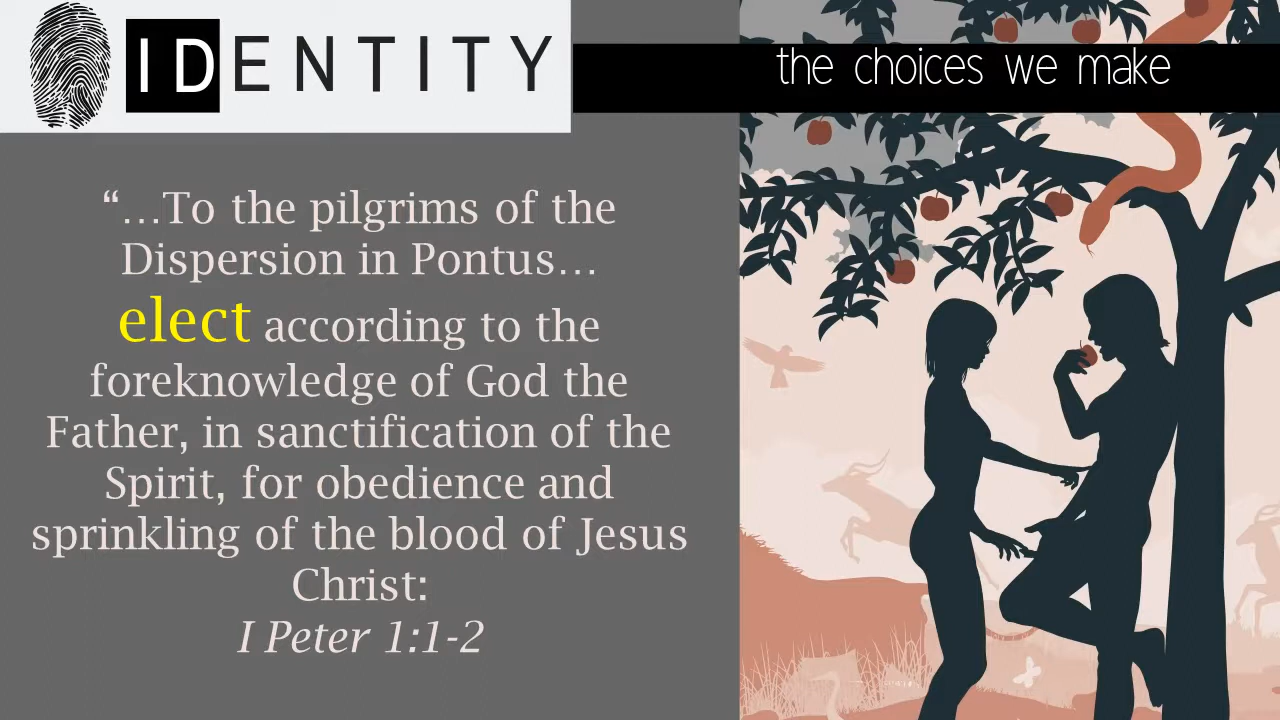 IDENTITY
the choices we make
“…To the pilgrims of the
Dispersion in Pontus…
elect according to the
foreknowledge of God the
Father, in sanctification of the
Spirit, for obedience and
sprinkling of the blood of Jesus
Christ:
I Peter 1:1-2